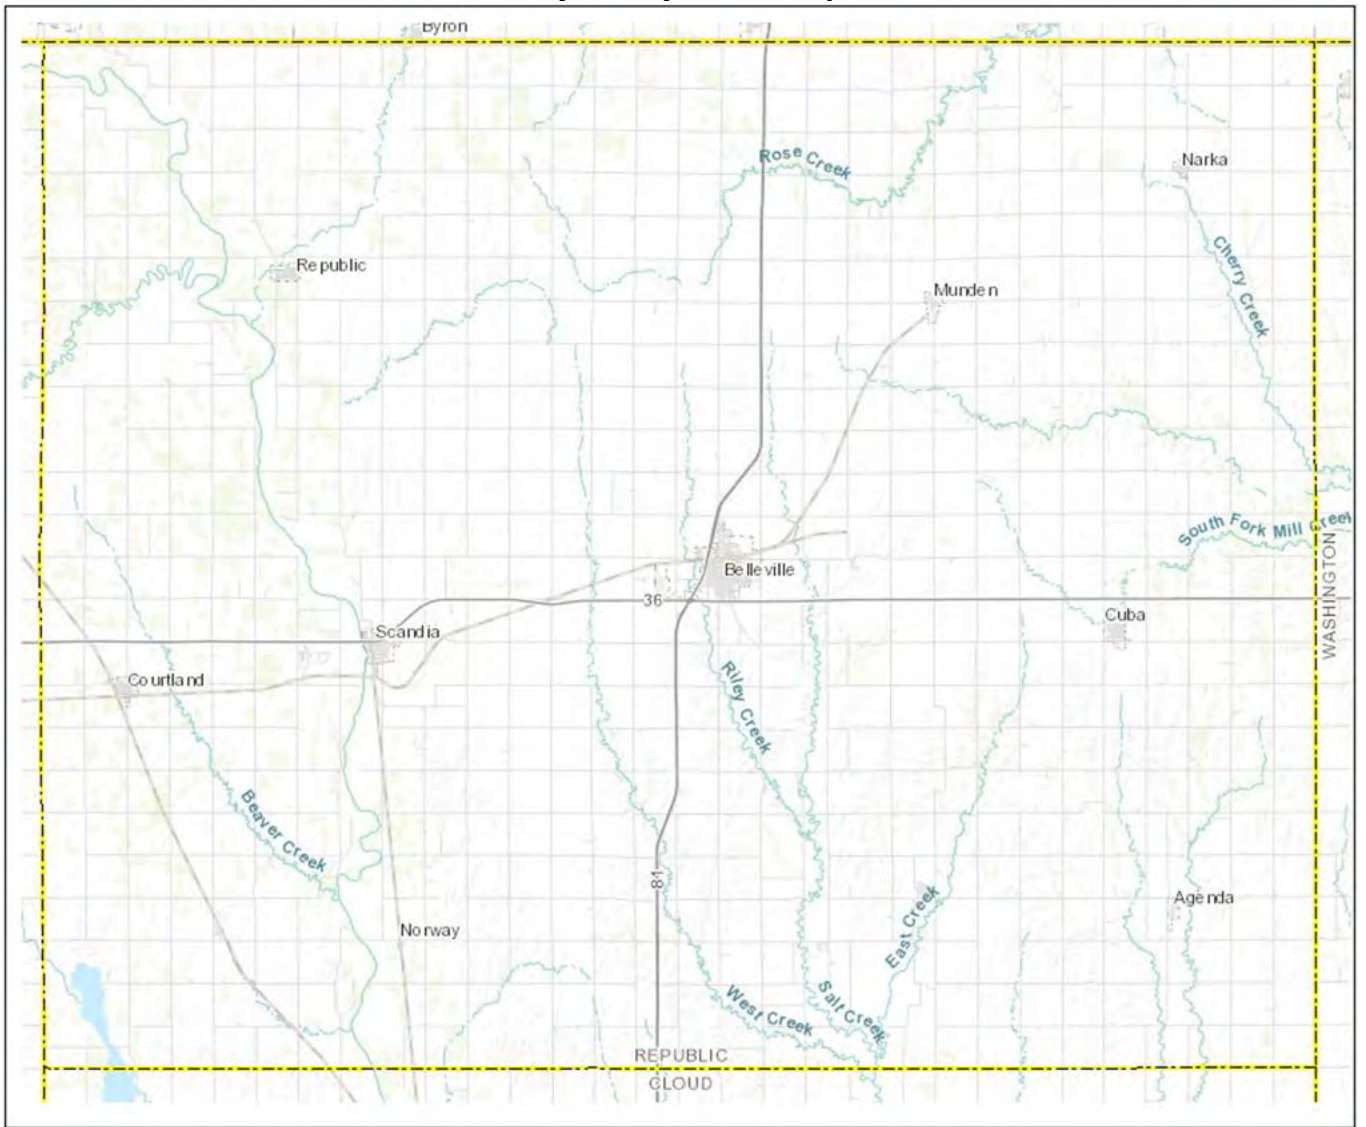 Byron
Rose Creek
Narka
Cherry Creek
Republic
Munden
South Fork Mill Creek
WASHINGTON
Belleville
36
Cuba
Scandia
Courtland
Riley Creek
Beaver Creek
81
Agenda
East Creek
Norway
West Creek
Salt Creek
REPUBLIC
CLOUD